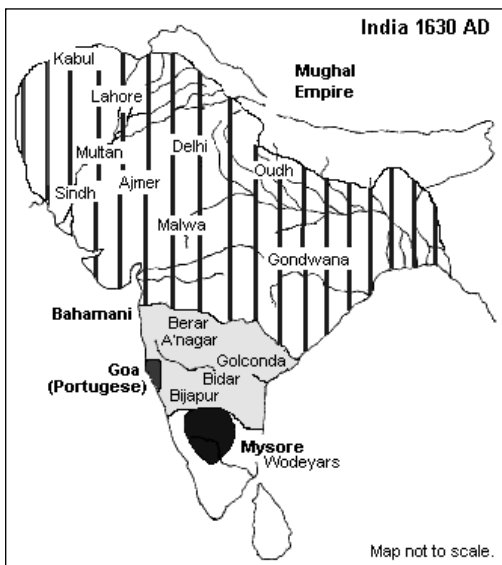 India 1630 AD
Kabul
Mughal
Empire
Lahore
Multan
Delhi
Oudh
Sindh
Ajmer
Malwa
Gondwana
Bahamani
Berar
A'nagar
Golconda
Goa
(Portugese)
Bidar
Bijapur
Mysore
Wodeyars
Map not to scale.